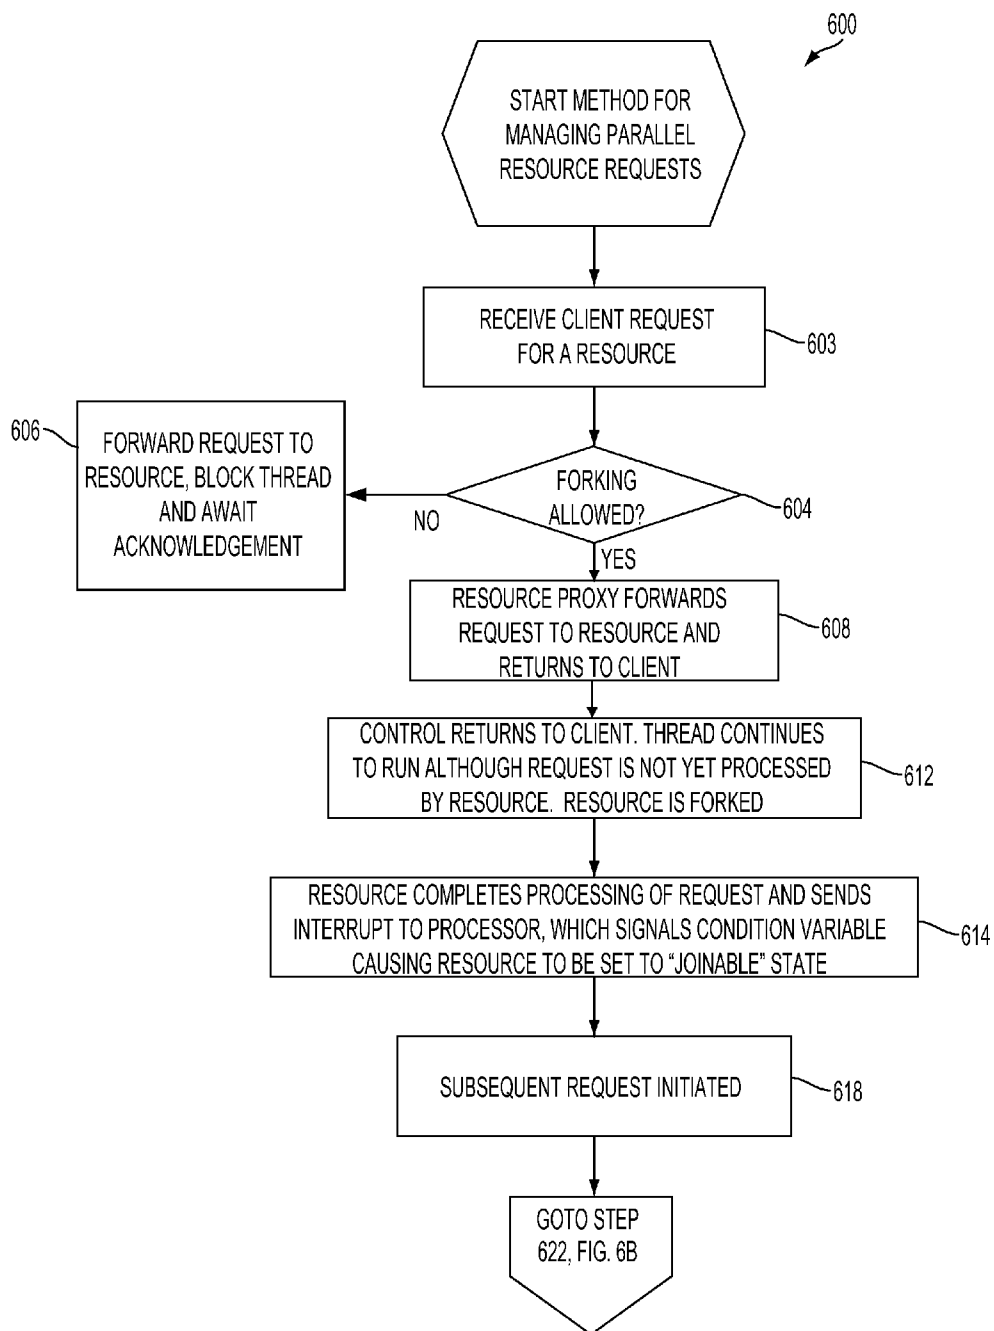 600
START METHOD FOR
MANAGING PARALLEL
RESOURCE REQUESTS
RECEIVE CLIENT REQUEST
FOR A RESOURCE
603
606
FORWARD REQUEST TO
RESOURCE, BLOCK THREAD
AND AWAIT
ACKNOWLEDGEMENT
FORKING
ALLOWED?
604
NO
YES
RESOURCE PROXY FORWARDS
REQUEST TO RESOURCE AND
RETURNS TO CLIENT
608
CONTROL RETURNS TO CLIENT. THREAD CONTINUES
TO RUN ALTHOUGH REQUEST IS NOT YET PROCESSED
BY RESOURCE. RESOURCE IS FORKED
612
RESOURCE COMPLETES PROCESSING OF REQUEST AND SENDS
INTERRUPT TO PROCESSOR, WHICH SIGNALS CONDITION VARIABLE
CAUSING RESOURCE TO BE SET TO “JOINABLE” STATE
614
SUBSEQUENT REQUEST INITIATED
618
GOTO STEP
622, FIG. 6B